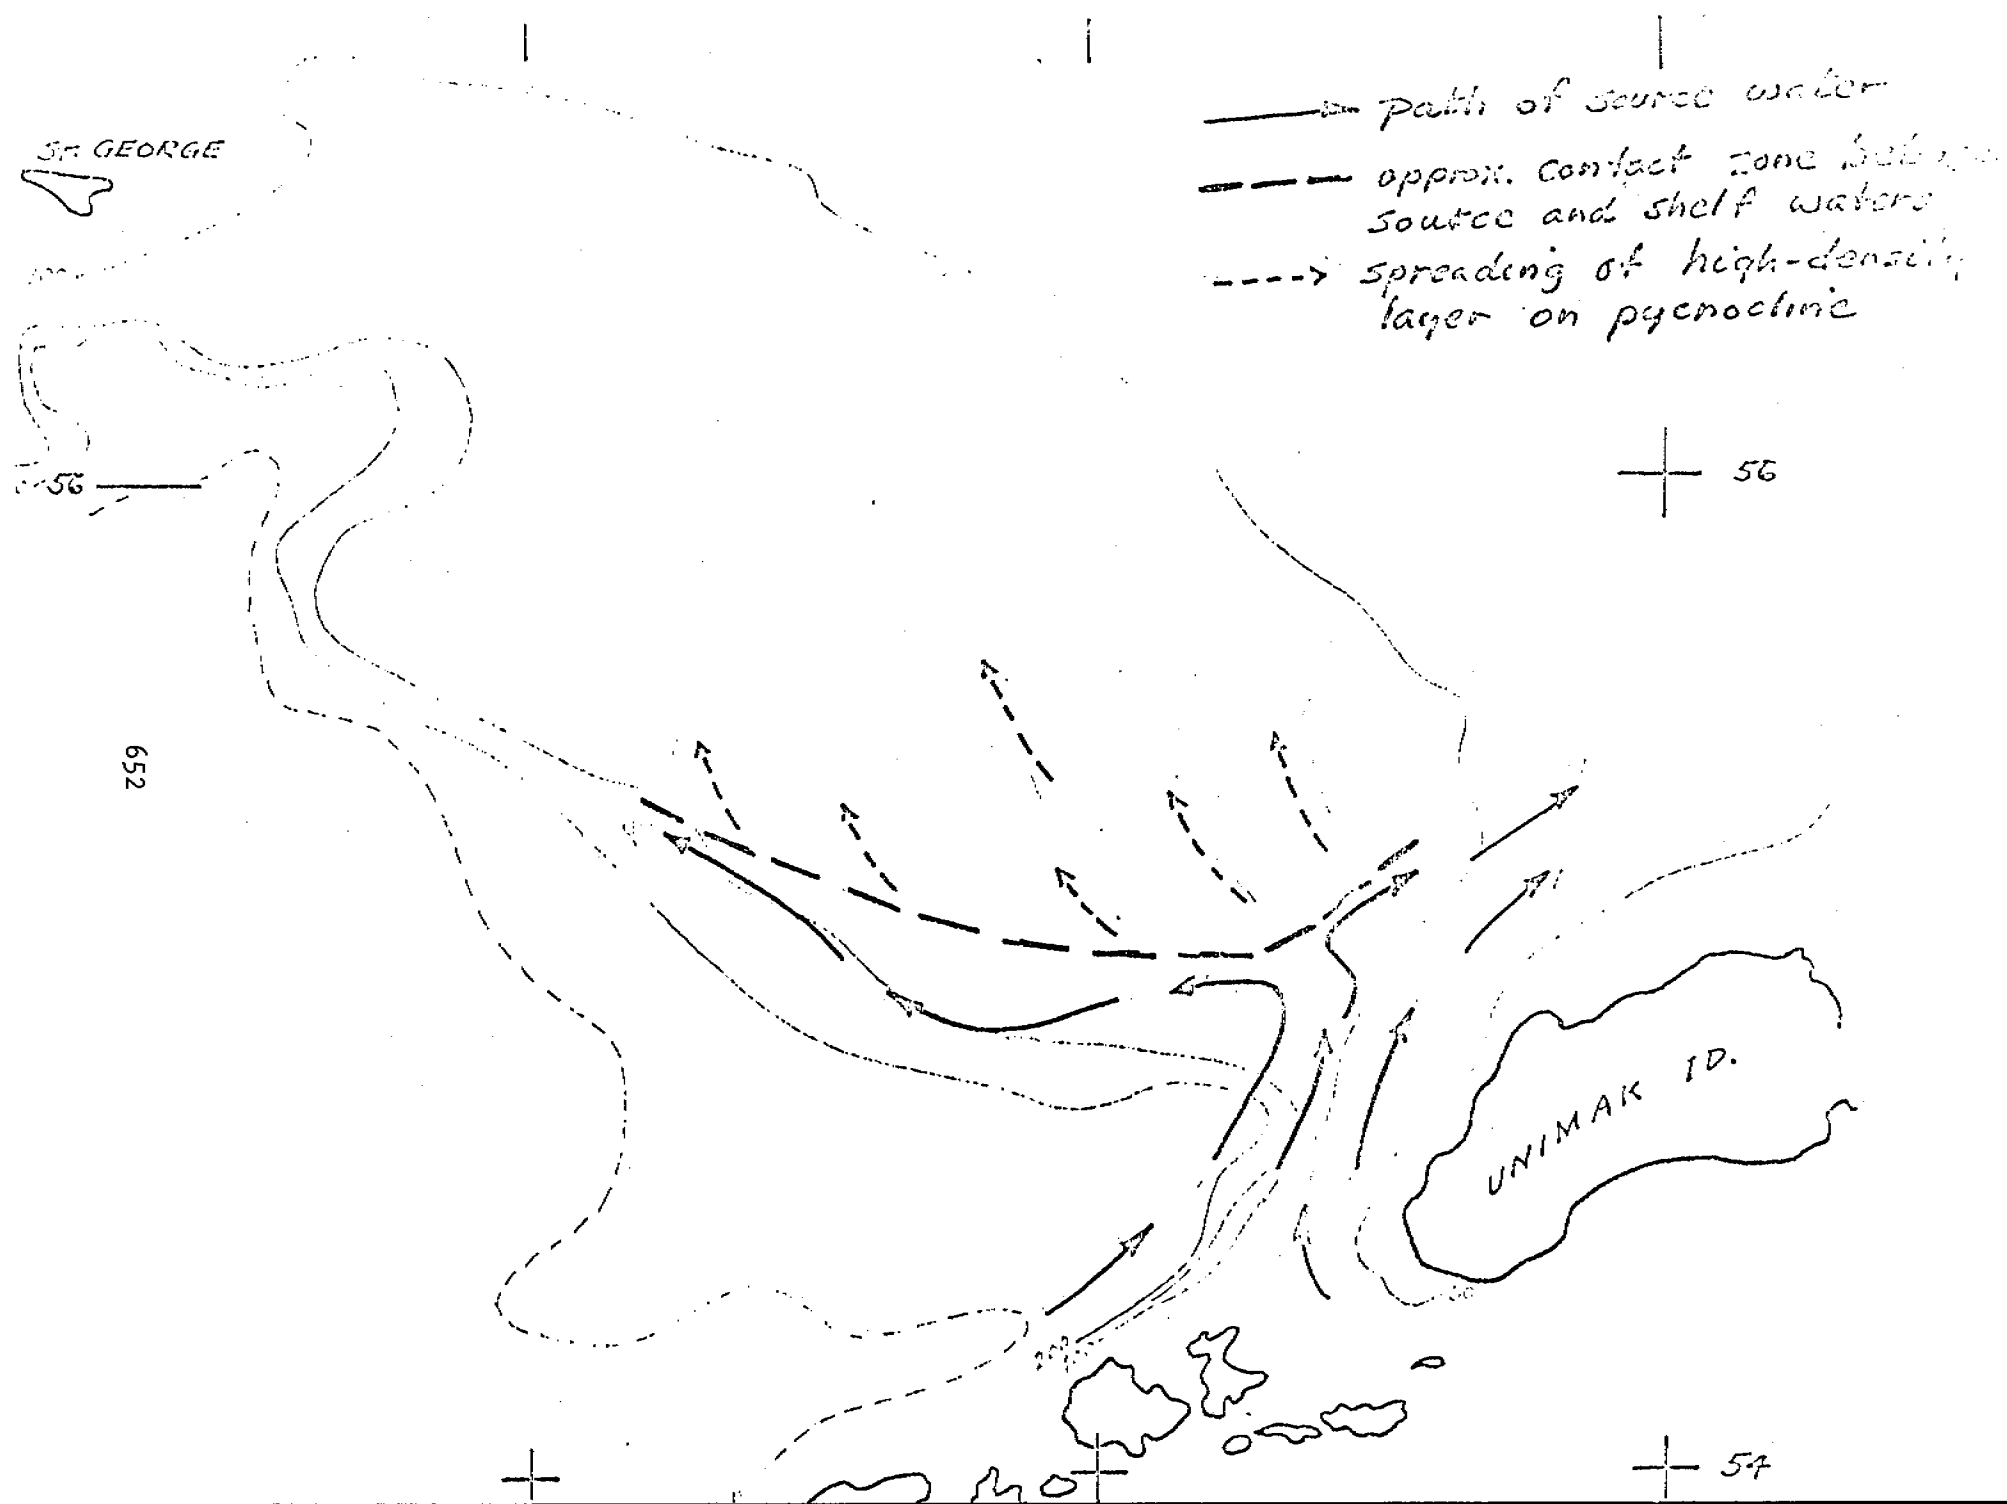 ST. GEORGE
path of source water
approx. contact zone
source and shelf waters
spreading of high-density
layer on pycnocline
56
56
652
UNIMAK ID.
54